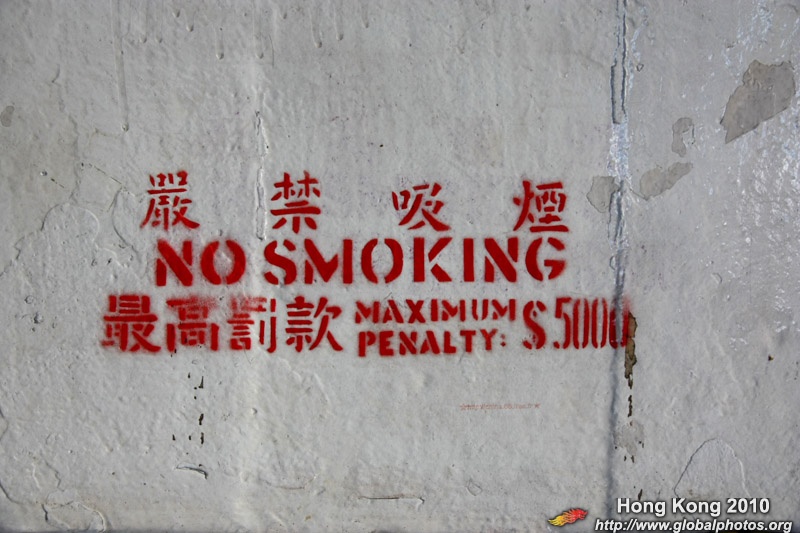 嚴禁吸煙
NO SMOKING
最高罰款 MAXIMUM PENALTY: $.5000
Hong Kong 2010
http://www.globalphotos.org